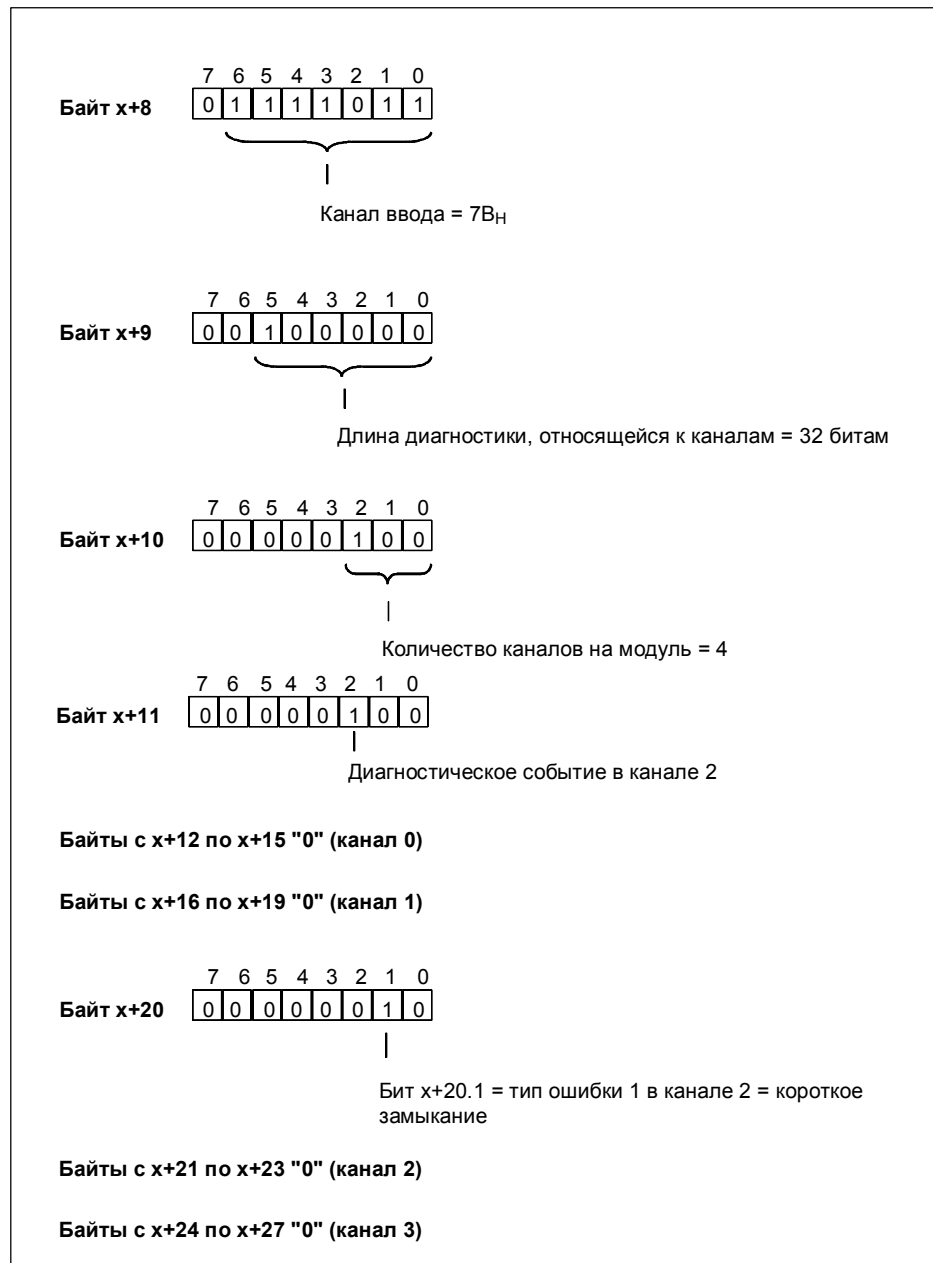 7 6 5 4 3 2 1 0
Байт x+8 0 1 1 1 1 0 1 1
Канал ввода = 7BH
7 6 5 4 3 2 1 0
Байт x+9 0 0 1 0 0 0 0 0
Длина диагностики, относящейся к каналам = 32 битам
7 6 5 4 3 2 1 0
Байт x+10 0 0 0 0 0 1 0 0
Количество каналов на модуль = 4
7 6 5 4 3 2 1 0
Байт x+11 0 0 0 0 0 1 0 0
Диагностическое событие в канале 2
Байты с x+12 по x+15 "0" (канал 0)
Байты с x+16 по x+19 "0" (канал 1)
7 6 5 4 3 2 1 0
Байт x+20 0 0 0 0 0 0 1 0
Бит x+20.1 = тип ошибки 1 в канале 2 = короткое
замыкание
Байты с x+21 по x+23 "0" (канал 2)
Байты с x+24 по x+27 "0" (канал 3)